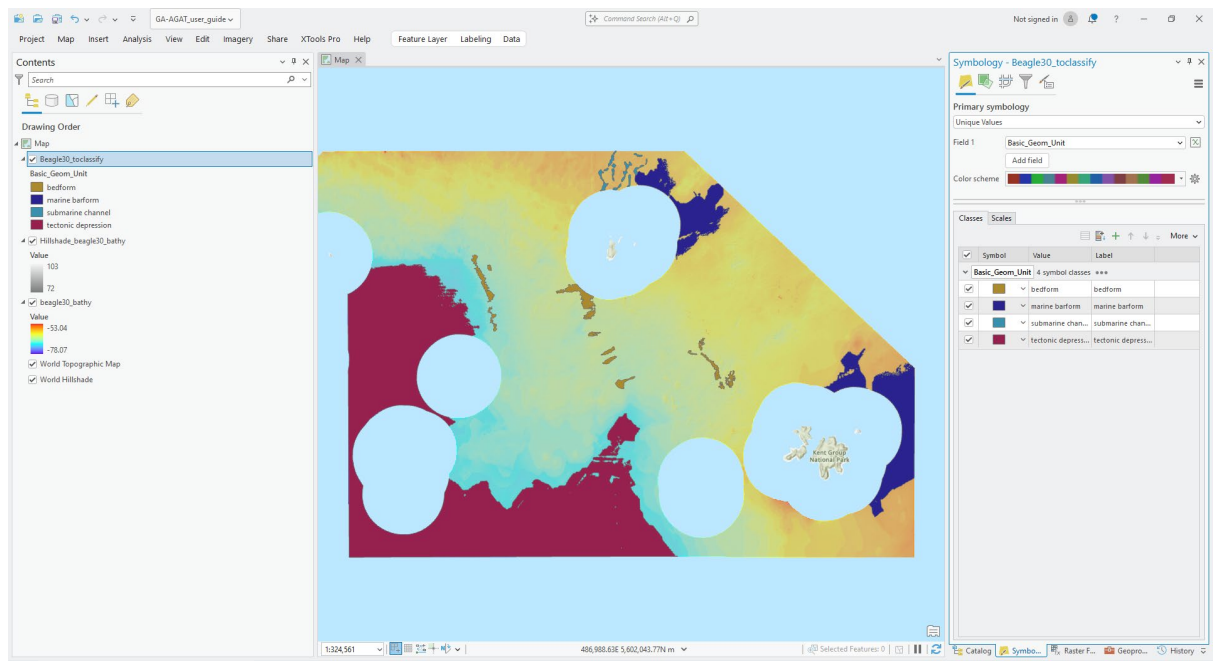 GA-AGAT_user_guide
Command Search (Alt+Q)
Not signed in
?
Project Map Insert Analysis View Edit Imagery Share XTools Pro Help Feature Layer Labeling Data
Contents
Search
Drawing Order
Map
Beagle30_toclassify
Basic_Geom_Unit
bedform
marine barform
submarine channel
tectonic depression
Hillshade_beagle30_bathy
Value
103
72
beagle30_bathy
Value
-53.04
-78.07
World Topographic Map
World Hillshade
Map
Kent Group
National Park
1:324,561
486,988.63E 5,602,043.77N m
Selected Features: 0
Symbology - Beagle30_toclassify
Primary symbology
Unique Values
Field 1 Basic_Geom_Unit
Add field
Color scheme
Classes Scales
More
Symbol Value Label
Basic_Geom_Unit 4 symbol classes
bedform bedform
marine barform marine barform
submarine chan... submarine chan...
tectonic depress... tectonic depress...
Catalog Symbo... Raster F... Geopro... History